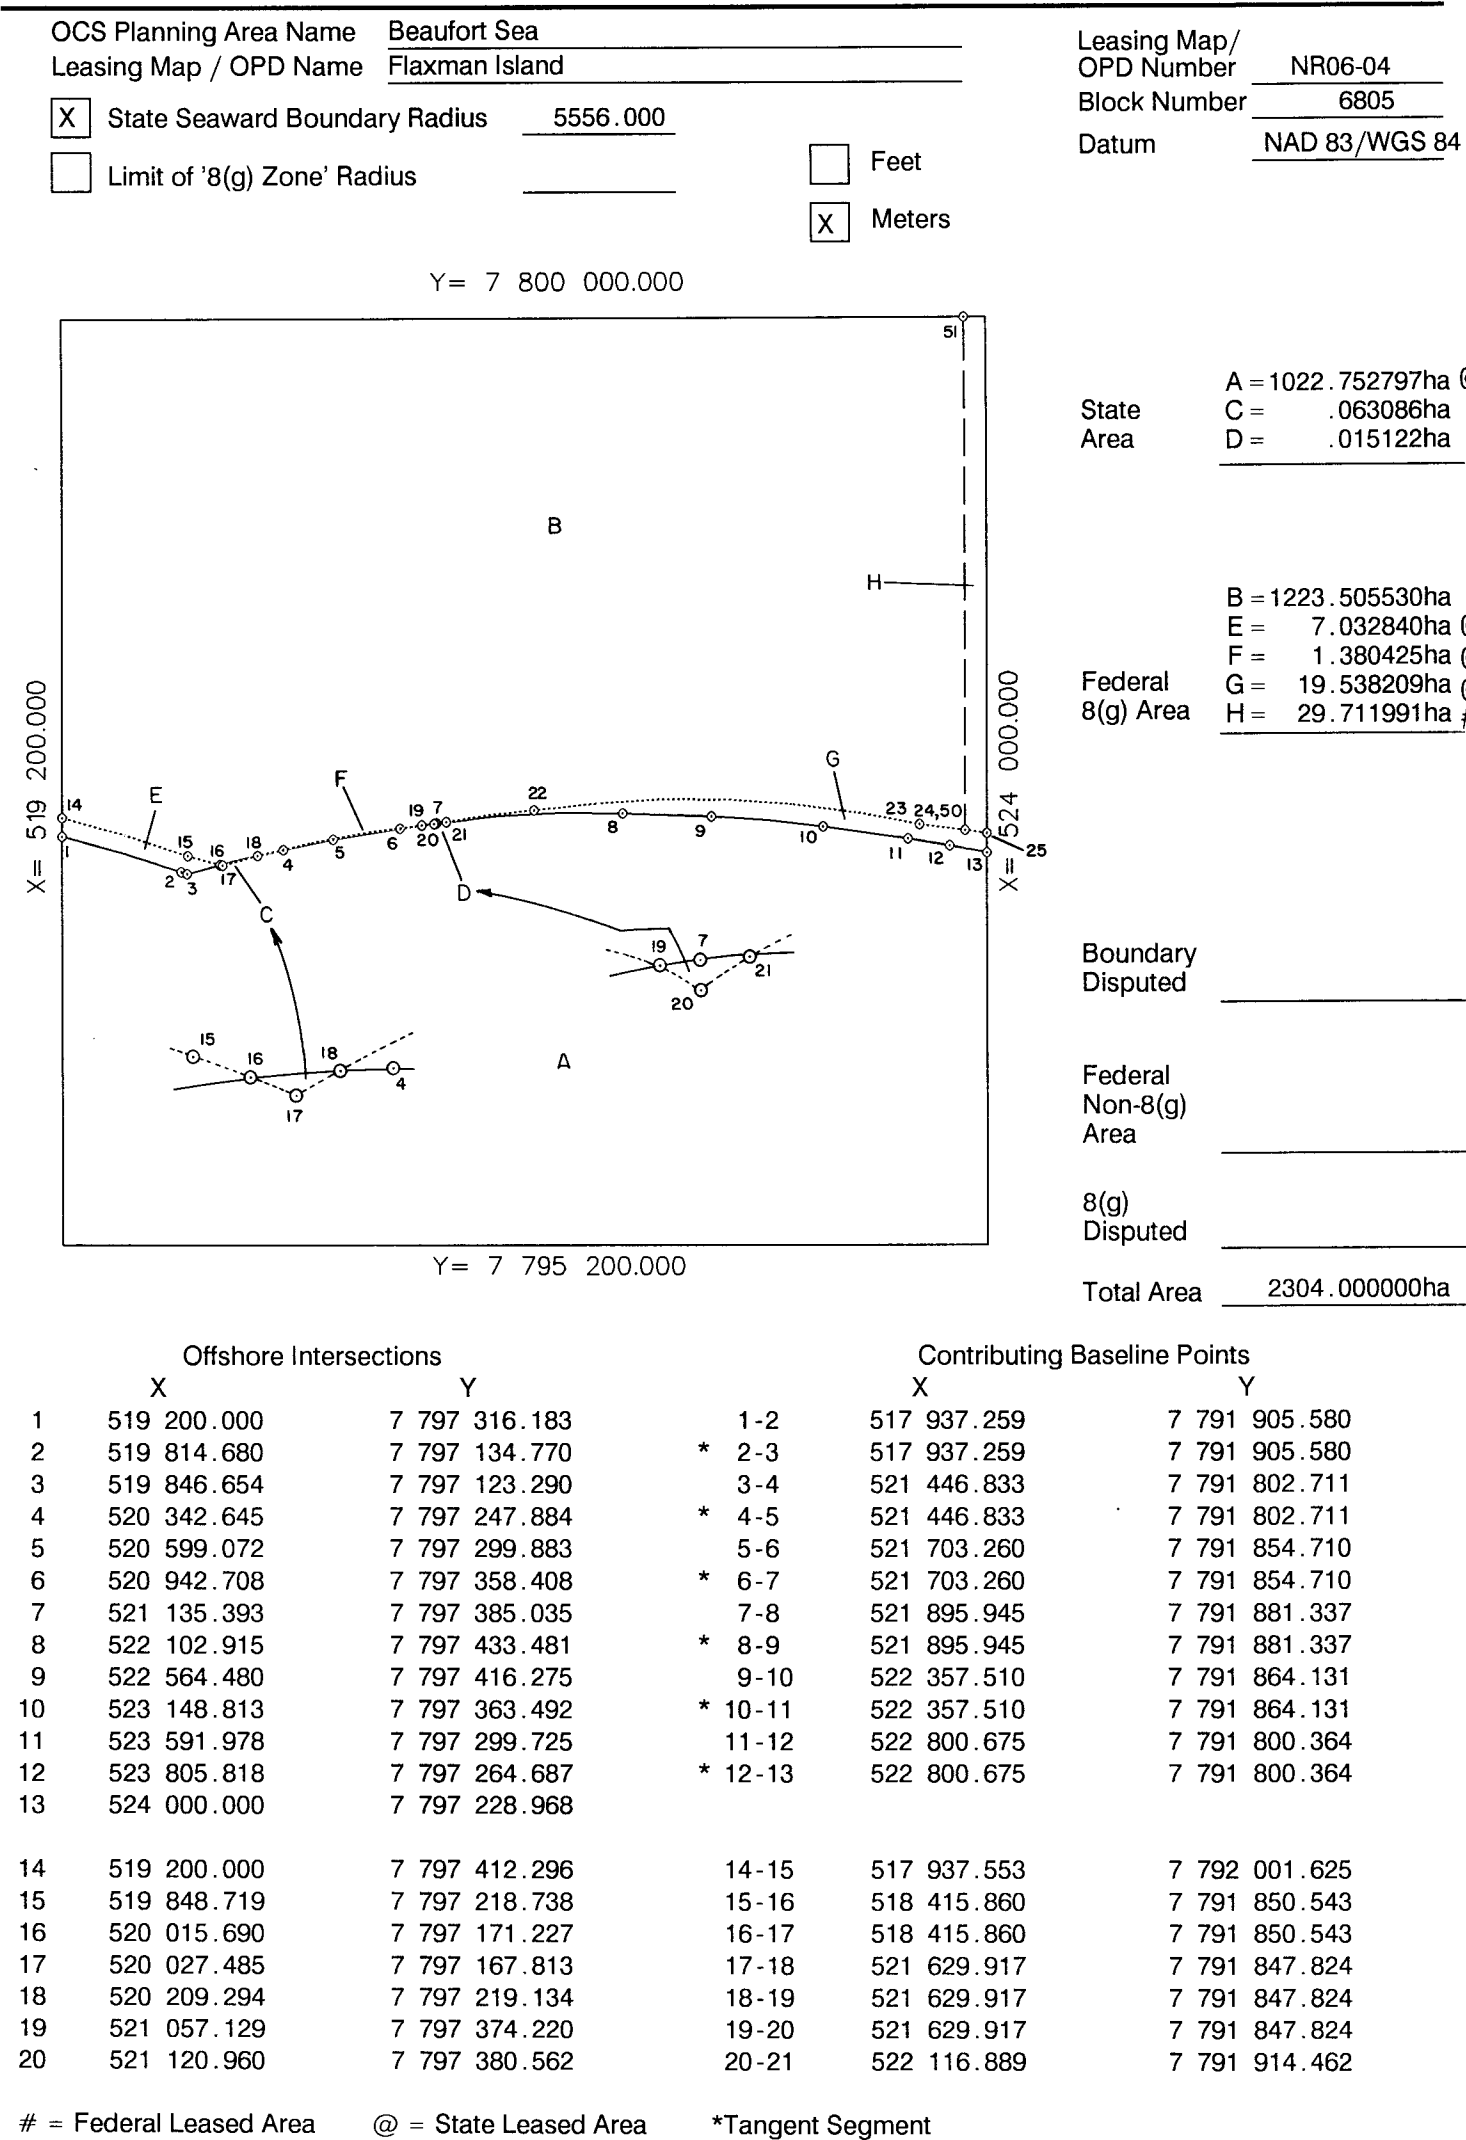 OCS Planning Area Name Beaufort Sea
Leasing Map / OPD Name Flaxman Island
Leasing Map/
OPD Number NR06-04
Block Number 6805
Datum NAD 83/WGS 84
X State Seaward Boundary Radius 5556.000
Limit of '8(g) Zone' Radius
Feet
X Meters
Y= 7 800 000.000
51
B
H
X= 519 200.000
X= 524 000.000
G
F
E
14
1
15
2
3
16
17
18
4
5
6
19
7
20
21
22
8
9
10
23
24,50
11
12
13
25
C
D
19
7
21
20
15
16
18
4
17
A
Y= 7 795 200.000
State
Area
A = 1022.752797ha
C = .063086ha
D = .015122ha
Federal
8(g) Area
B = 1223.505530ha
E = 7.032840ha
F = 1.380425ha
G = 19.538209ha
H = 29.711991ha #
Boundary
Disputed
Federal
Non-8(g)
Area
8(g)
Disputed
Total Area 2304.000000ha
Offshore Intersections
Contributing Baseline Points
X Y X Y
1 519 200.000 7 797 316.183 1-2 517 937.259 7 791 905.580
2 519 814.680 7 797 134.770 * 2-3 517 937.259 7 791 905.580
3 519 846.654 7 797 123.290 3-4 521 446.833 7 791 802.711
4 520 342.645 7 797 247.884 * 4-5 521 446.833 7 791 802.711
5 520 599.072 7 797 299.883 5-6 521 703.260 7 791 854.710
6 520 942.708 7 797 358.408 * 6-7 521 703.260 7 791 854.710
7 521 135.393 7 797 385.035 7-8 521 895.945 7 791 881.337
8 522 102.915 7 797 433.481 * 8-9 521 895.945 7 791 881.337
9 522 564.480 7 797 416.275 9-10 522 357.510 7 791 864.131
10 523 148.813 7 797 363.492 * 10-11 522 357.510 7 791 864.131
11 523 591.978 7 797 299.725 11-12 522 800.675 7 791 800.364
12 523 805.818 7 797 264.687 * 12-13 522 800.675 7 791 800.364
13 524 000.000 7 797 228.968
14 519 200.000 7 797 412.296 14-15 517 937.553 7 792 001.625
15 519 848.719 7 797 218.738 15-16 518 415.860 7 791 850.543
16 520 015.690 7 797 171.227 16-17 518 415.860 7 791 850.543
17 520 027.485 7 797 167.813 17-18 521 629.917 7 791 847.824
18 520 209.294 7 797 219.134 18-19 521 629.917 7 791 847.824
19 521 057.129 7 797 374.220 19-20 521 629.917 7 791 847.824
20 521 120.960 7 797 380.562 20-21 522 116.889 7 791 914.462
# = Federal Leased Area @ = State Leased Area *Tangent Segment